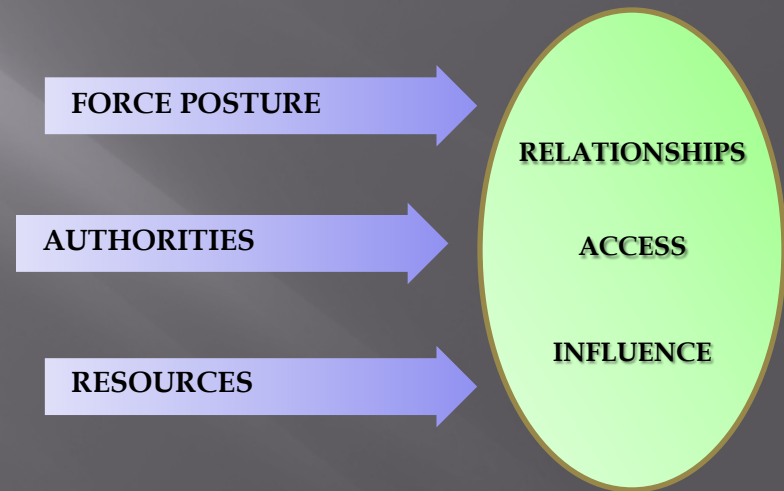 FORCE POSTURE
AUTHORITIES
RESOURCES
RELATIONSHIPS
ACCESS
INFLUENCE